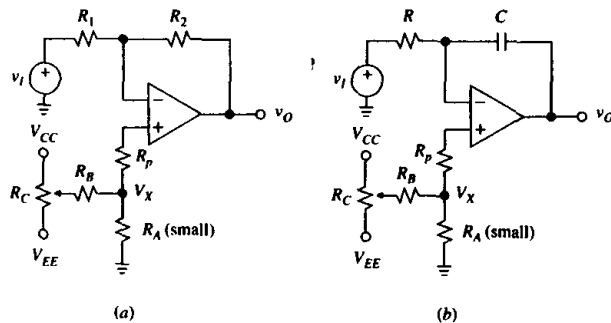 R1
R2
vI
+
−
+
vO
VCC
Rp
RB
RC
VX
RA (small)
VEE
(a)
R
C
vI
+
−
+
vO
VCC
Rp
RB
RC
VX
RA (small)
VEE
(b)